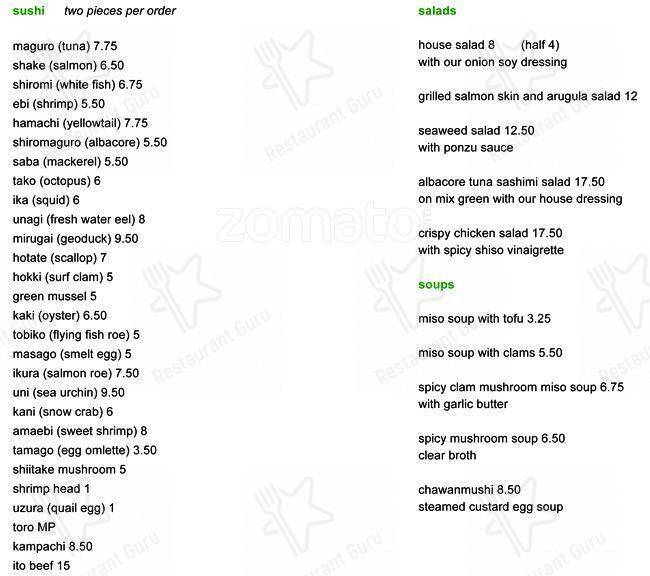 sushi two pieces per order
maguro (tuna) 7.75
shake (salmon) 6.50
shiromi (white fish) 6.75
ebi (shrimp) 5.50
hamachi (yellowtail) 7.75
shiromaguro (albacore) 5.50
saba (mackerel) 5.50
tako (octopus) 6
ika (squid) 6
unagi (fresh water eel) 8
mirugai (geoduck) 9.50
hotate (scallop) 7
hokki (surf clam) 5
green mussel 5
kaki (oyster) 6.50
tobiko (flying fish roe) 5
masago (smelt egg) 5
ikura (salmon roe) 7.50
uni (sea urchin) 9.50
kani (snow crab) 6
amaebi (sweet shrimp) 8
tamago (egg omlette) 3.50
shiitake mushroom 5
shrimp head 1
uzura (quail egg) 1
toro MP
kampachi 8.50
ito beef 15
salads
house salad 8 (half 4)
with our onion soy dressing
grilled salmon skin and arugula salad 12
seaweed salad 12.50
with ponzu sauce
albacore tuna sashimi salad 17.50
on mix green with our house dressing
crispy chicken salad 17.50
with spicy shiso vinaigrette
soups
miso soup with tofu 3.25
miso soup with clams 5.50
spicy clam mushroom miso soup 6.75
with garlic butter
spicy mushroom soup 6.50
clear broth
chawanmushi 8.50
steamed custard egg soup
zomato
Restaurant Guru
Restaurant Guru
Restaurant Guru
Restaurant Guru
Restaurant Guru
Restaurant Guru
Restaurant Guru